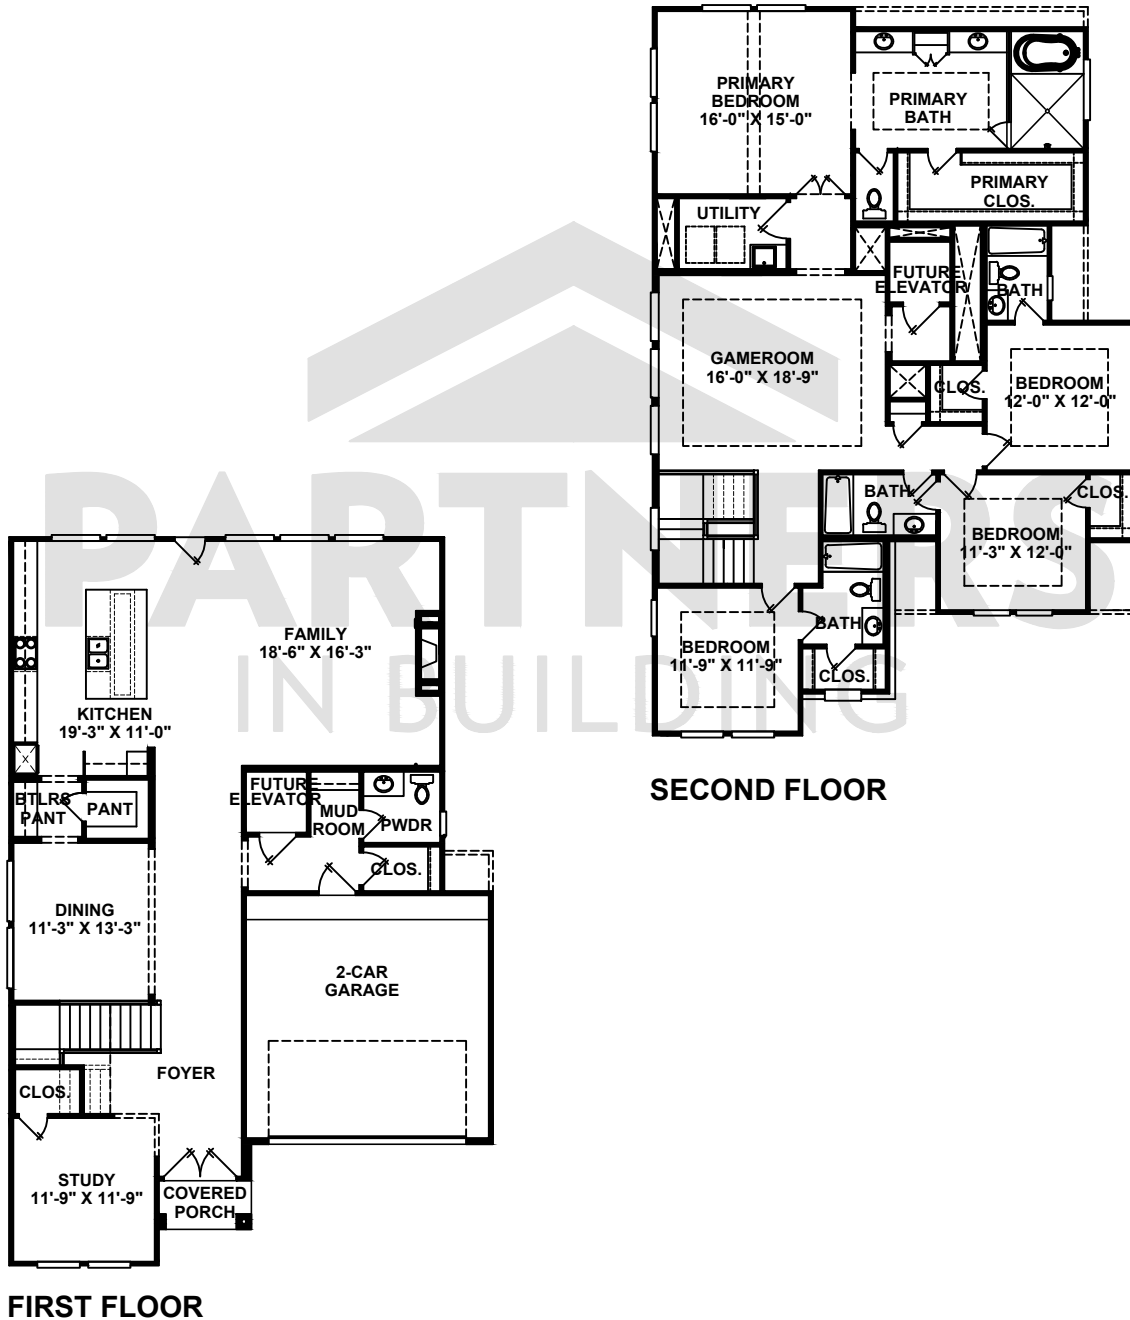 PRIMARY
BEDROOM
16'-0" X 15'-0"
PRIMARY
BATH
PRIMARY
CLOS.
UTILITY
FUTURE
ELEVATOR
BATH
GAMEROOM
16'-0" X 18'-9"
CLOS.
BEDROOM
12'-0" X 12'-0"
BATH
CLOS.
BEDROOM
11'-3" X 12'-0"
BATH
BEDROOM
11'-9" X 11'-9"
CLOS.
SECOND FLOOR
PARTNERS
IN BUILDING
FAMILY
18'-6" X 16'-3"
KITCHEN
19'-3" X 11'-0"
BTLRS
PANT
PANT
FUTURE
ELEVATOR
MUD
ROOM
PWDR
CLOS.
DINING
11'-3" X 13'-3"
2-CAR
GARAGE
FOYER
CLOS.
STUDY
11'-9" X 11'-9"
COVERED
PORCH
FIRST FLOOR